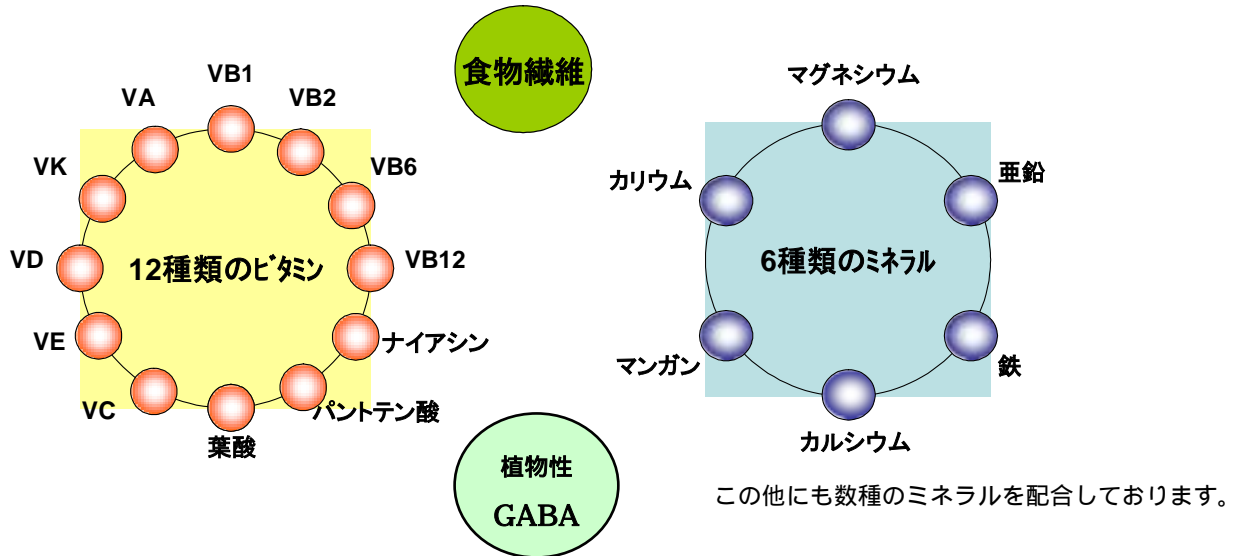 食物繊維
VB1
VA
VB2
VK
VB6
VD
12種類のビタミン
VB12
VE
ナイアシン
VC
パントテン酸
葉酸
マグネシウム
カリウム
亜鉛
6種類のミネラル
マンガン
鉄
カルシウム
植物性
GABA
この他にも数種のミネラルを配合しております。